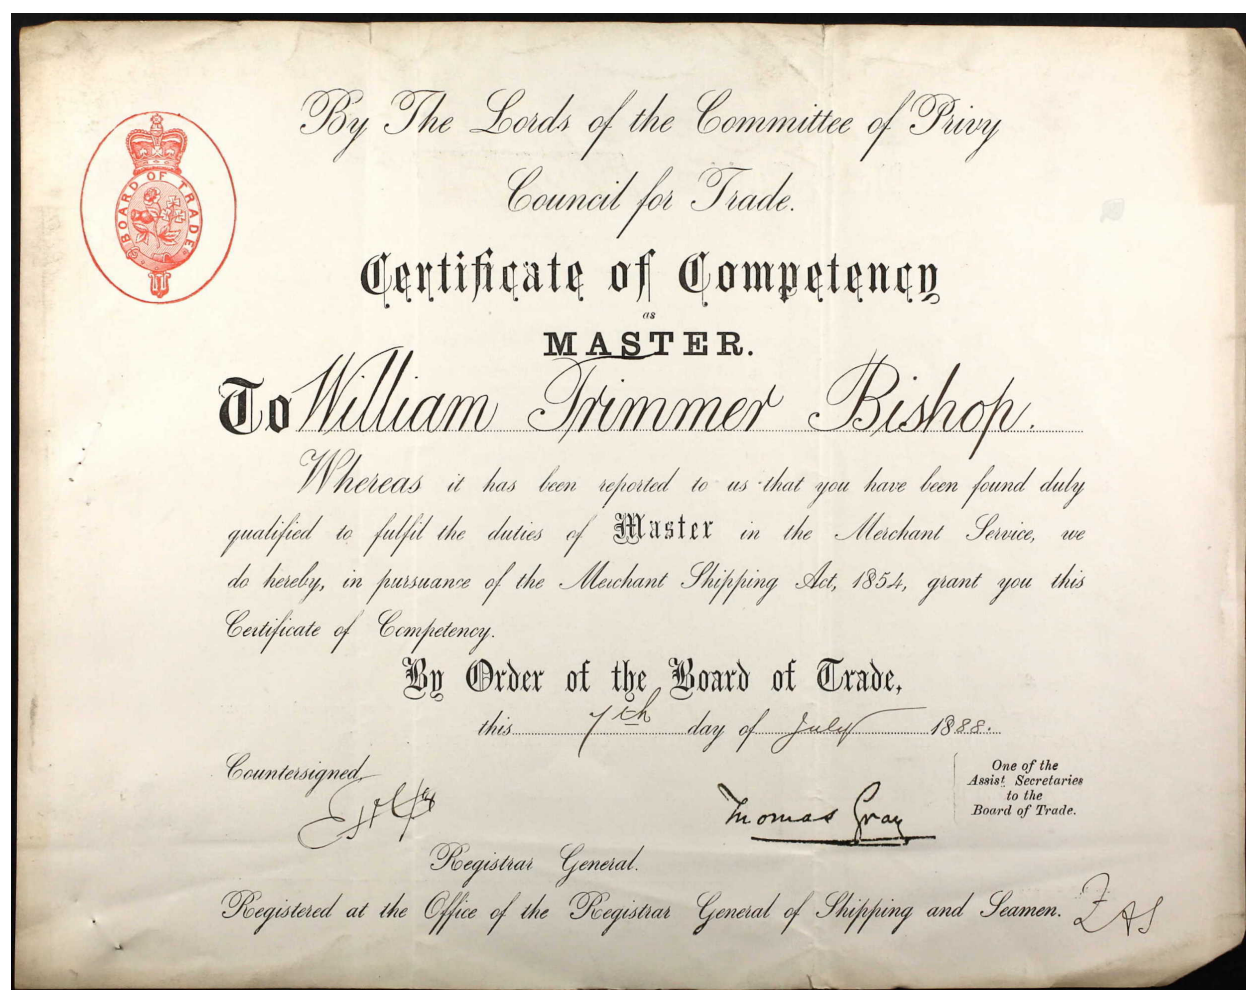 By The Lords of the Committee of Privy
Council for Trade.
BOARD OF TRADE
Certificate of Competency
as
MASTER.
To William Trimmer Bishop.
Whereas it has been reported to us that you have been found duly
qualified to fulfil the duties of Master in the Merchant Service, we
do hereby, in pursuance of the Merchant Shipping Act, 1854, grant you this
Certificate of Competency.
By Order of the Board of Trade,
this 7th day of July 1888.
Countersigned
One of the
Assist. Secretaries
to the
Board of Trade.
Thomas Gray
Registrar General.
Registered at the Office of the Registrar General of Shipping and Seamen.